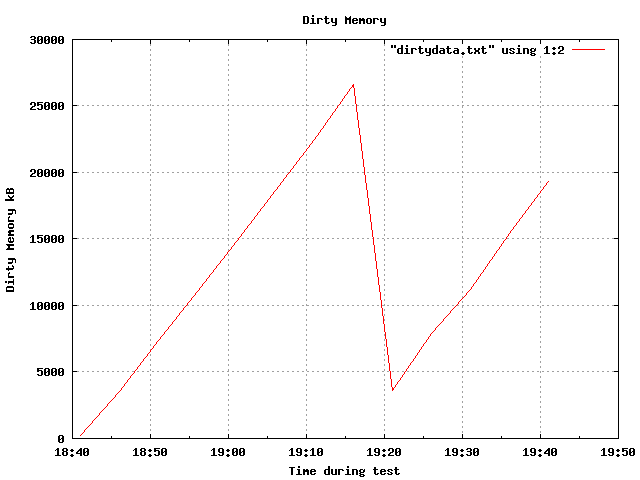 Dirty Memory
"dirtydata.txt" using 1:2
30000
25000
20000
15000
10000
5000
0
Dirty Memory kB
18:40 18:50 19:00 19:10 19:20 19:30 19:40 19:50
Time during test